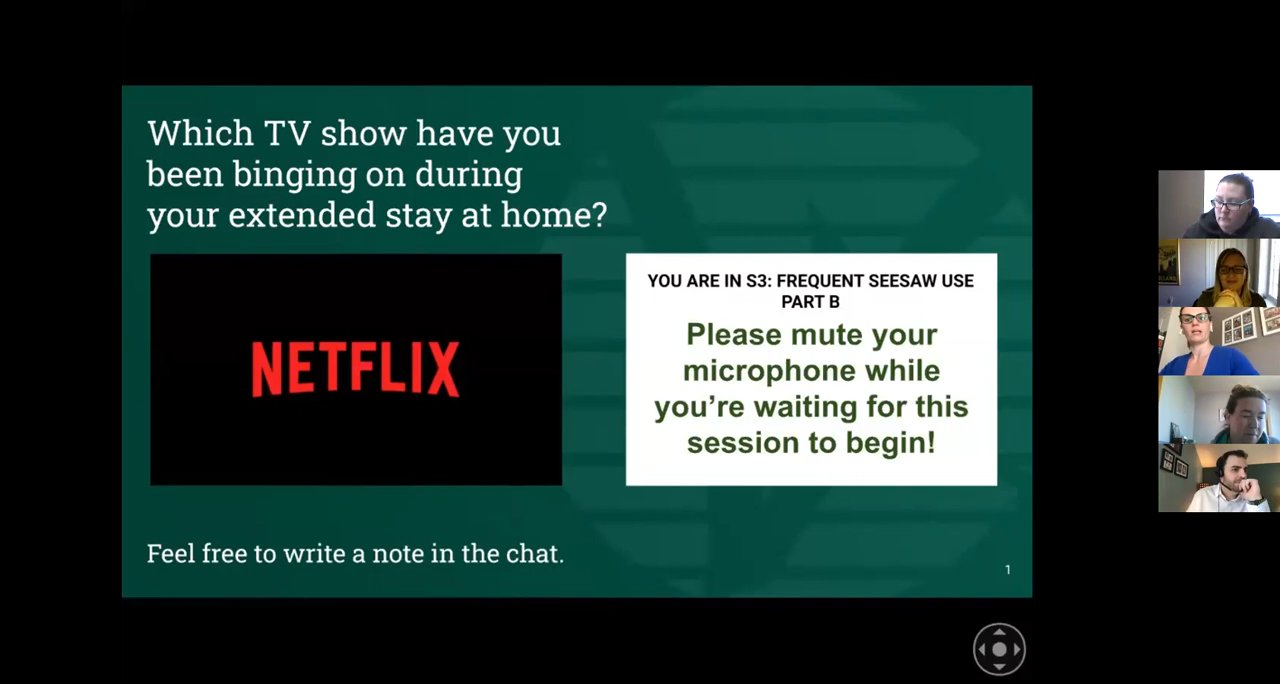 Which TV show have you
been binging on during
your extended stay at home?
NETFLIX
YOU ARE IN S3: FREQUENT SEESAW USE
PART B
Please mute your
microphone while
you're waiting for this
session to begin!
Feel free to write a note in the chat.
1